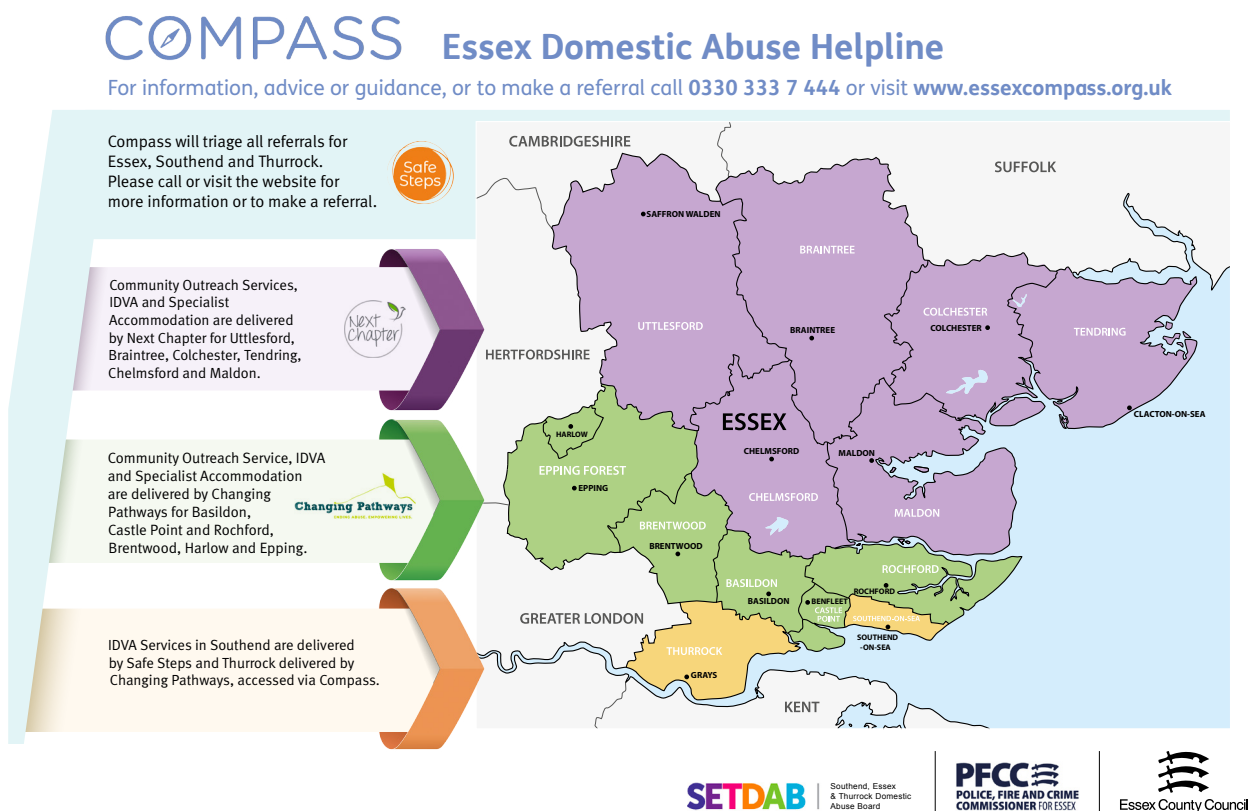 COMPASS Essex Domestic Abuse Helpline
For information, advice or guidance, or to make a referral call 0330 333 7 444 or visit www.essexcompass.org.uk
Compass will triage all referrals for
Essex, Southend and Thurrock.
Please call or visit the website for
more information or to make a referral.
Safe
Steps
Community Outreach Services,
IDVA and Specialist
Accommodation are delivered
by Next Chapter for Uttlesford,
Braintree, Colchester, Tendring,
Chelmsford and Maldon.
Next
Chapter
Community Outreach Service, IDVA
and Specialist Accommodation
are delivered by Changing
Pathways for Basildon,
Castle Point and Rochford,
Brentwood, Harlow and Epping.
Changing Pathways
ENDING ABUSE, EMPOWERING LIVES.
IDVA Services in Southend are delivered
by Safe Steps and Thurrock delivered by
Changing Pathways, accessed via Compass.
CAMBRIDGESHIRE
SUFFOLK
SAFFRON WALDEN
BRAINTREE
COLCHESTER
COLCHESTER
UTTLESFORD
BRAINTREE
TENDRING
HERTFORDSHIRE
CLACTON-ON-SEA
ESSEX
HARLOW
CHELMSFORD
MALDON
EPPING FOREST
EPPING
CHELMSFORD
MALDON
BRENTWOOD
BRENTWOOD
ROCHFORD
BASILDON
ROCHFORD
BASILDON
BENFLEET
CASTLE
POINT
SOUTHEND-ON-SEA
SOUTHEND
-ON-SEA
GREATER LONDON
THURROCK
GRAYS
KENT
SETDAB
Southend, Essex
& Thurrock Domestic
Abuse Board
PFCC
POLICE, FIRE AND CRIME
COMMISSIONER FOR ESSEX
Essex County Council